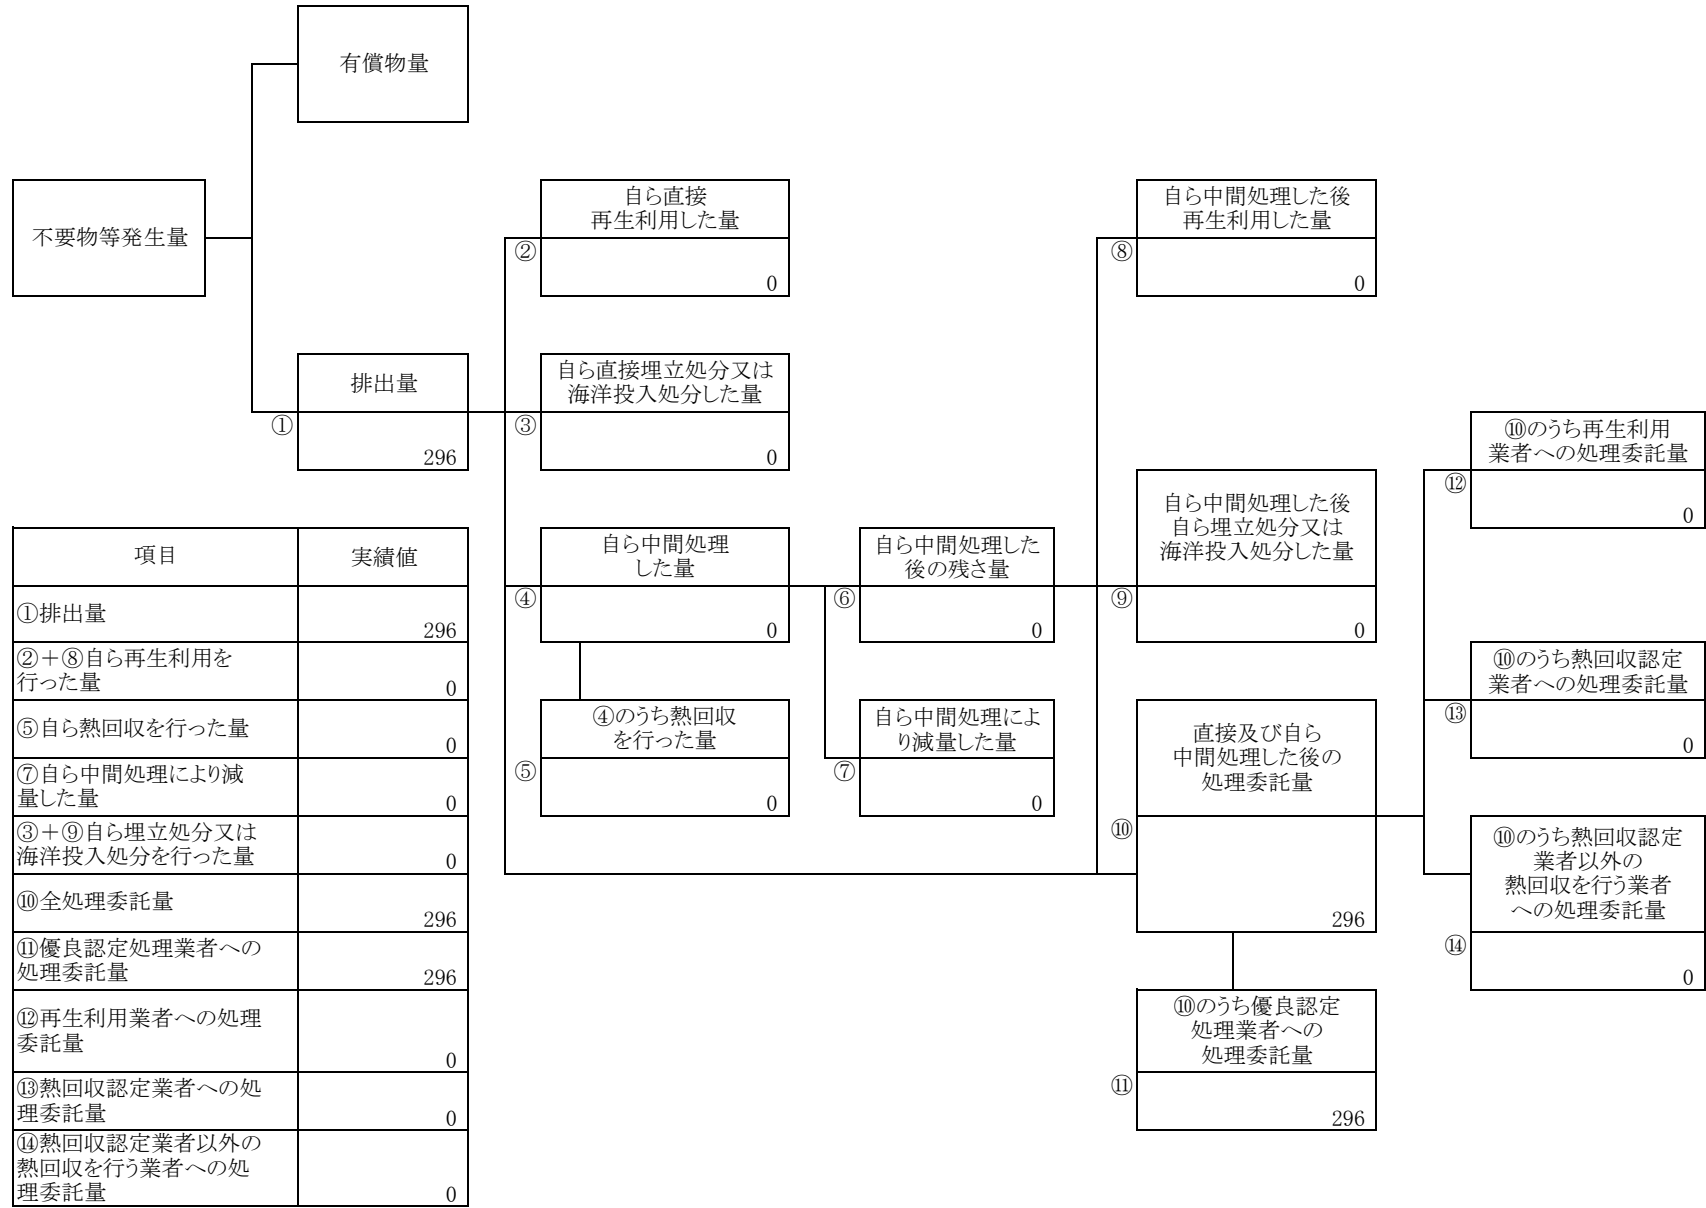 有償物量
不要物等発生量
自ら直接
再生利用した量
②
0
自ら中間処理した後
再生利用した量
⑧
0
排出量
①
296
自ら直接埋立処分又は
海洋投入処分した量
③
0
⑩のうち再生利用
業者への処理委託量
⑫
0
自ら中間処理した後
自ら埋立処分又は
海洋投入処分した量
⑨
0
自ら中間処理
した量
④
0
自ら中間処理した
後の残さ量
⑥
0
⑩のうち熱回収認定
業者への処理委託量
⑬
0
④のうち熱回収
を行った量
⑤
0
自ら中間処理によ
り減量した量
⑦
0
直接及び自ら
中間処理した後の
処理委託量
⑩
296
⑩のうち熱回収認定
業者以外の
熱回収を行う業者
への処理委託量
⑭
0
⑩のうち優良認定
処理業者への
処理委託量
⑪
296
項目
実績値
①排出量
296
②+⑧自ら再生利用を
行った量
0
⑤自ら熱回収を行った量
0
⑦自ら中間処理により減
量した量
0
③+⑨自ら埋立処分又は
海洋投入処分を行った量
0
⑩全処理委託量
296
⑪優良認定処理業者への
処理委託量
296
⑫再生利用業者への処理
委託量
0
⑬熱回収認定業者への処
理委託量
0
⑭熱回収認定業者以外の
熱回収を行う業者への処
理委託量
0